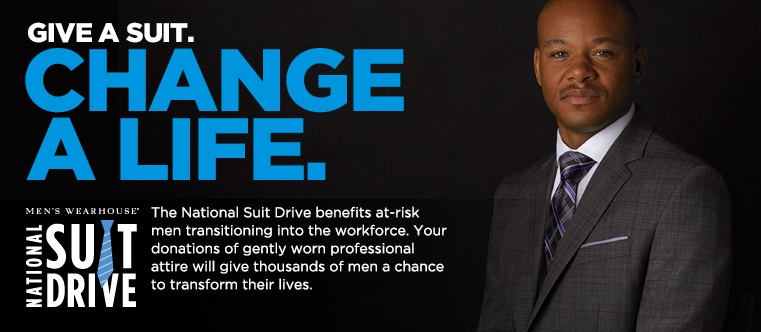 GIVE A SUIT.
CHANGE
A LIFE.
MEN'S WEARHOUSE®
NATIONAL
SUIT
DRIVE
The National Suit Drive benefits at-risk
men transitioning into the workforce. Your
donations of gently worn professional
attire will give thousands of men a chance
to transform their lives.